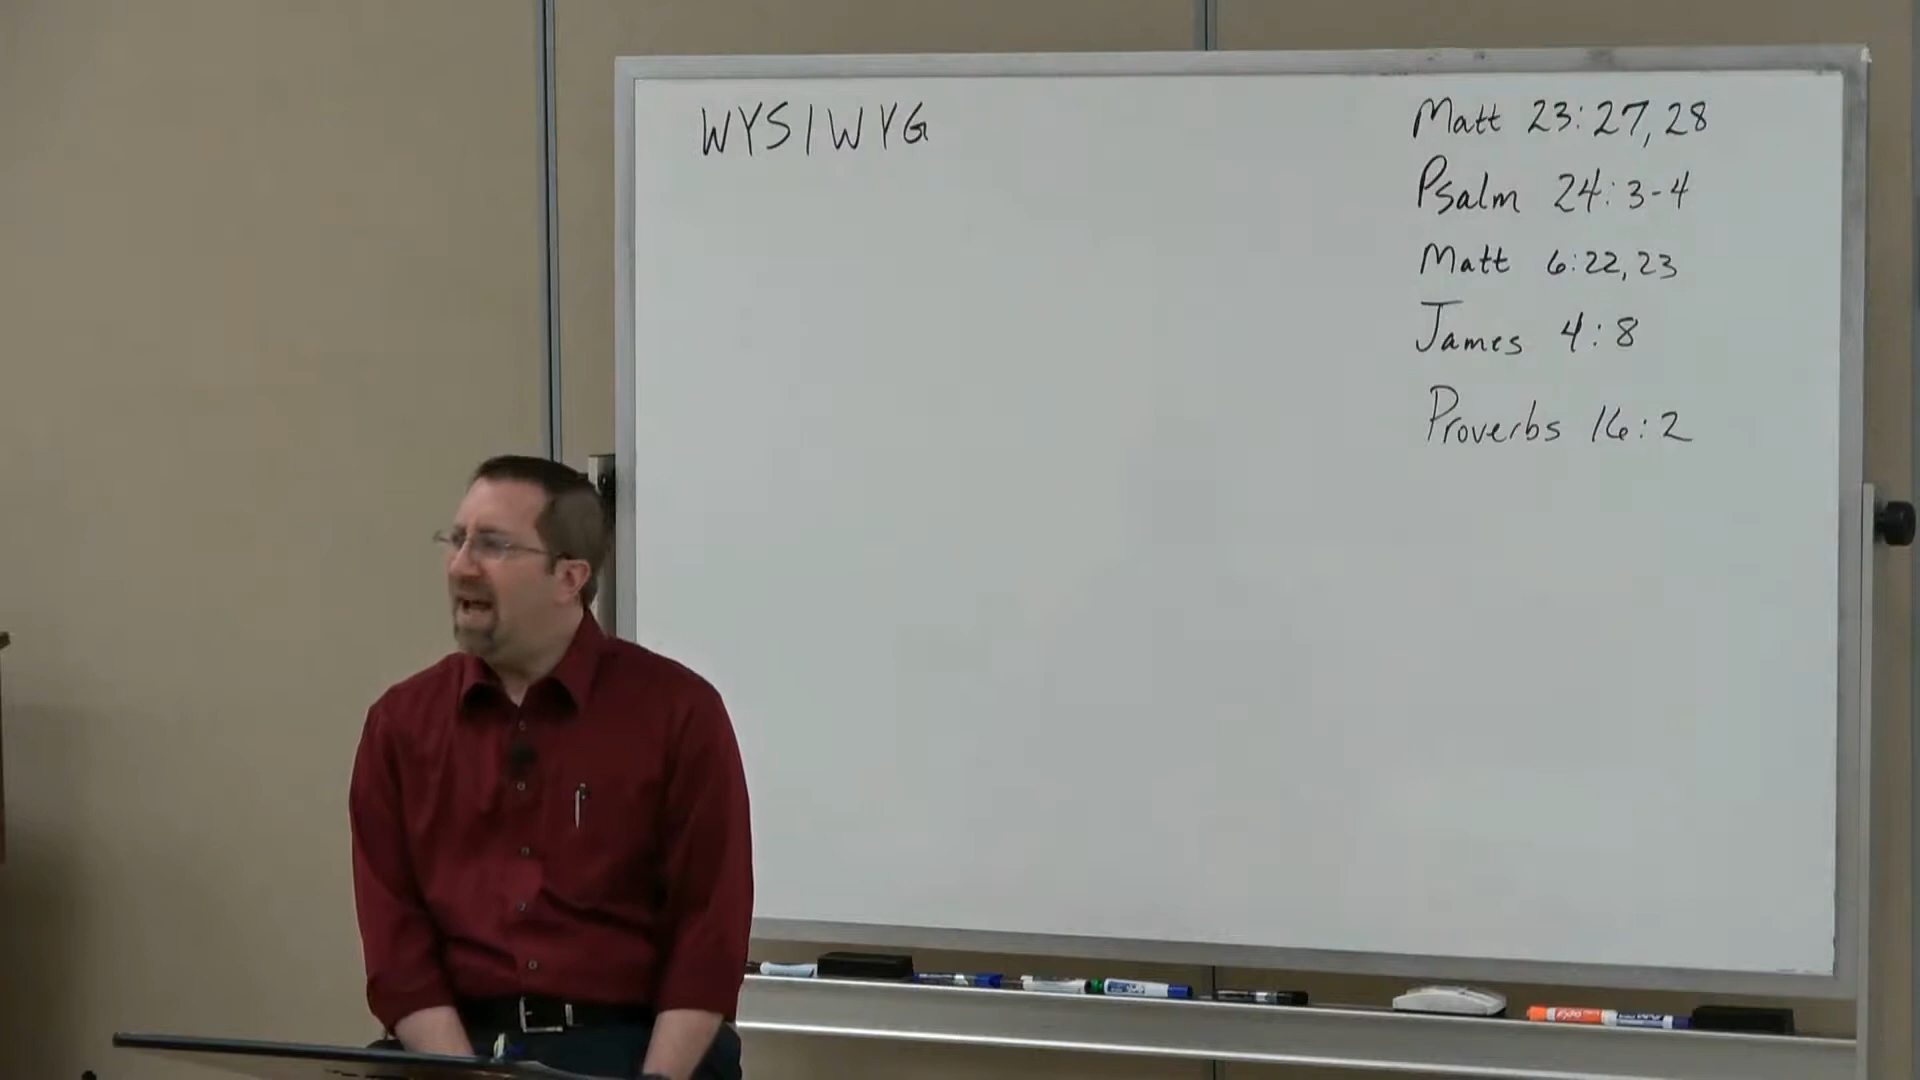 WYSIWYG
Matt 23:27,28
Psalm 24:3-4
Matt 6:22,23
James 4:8
Proverbs 16:2
EXPO